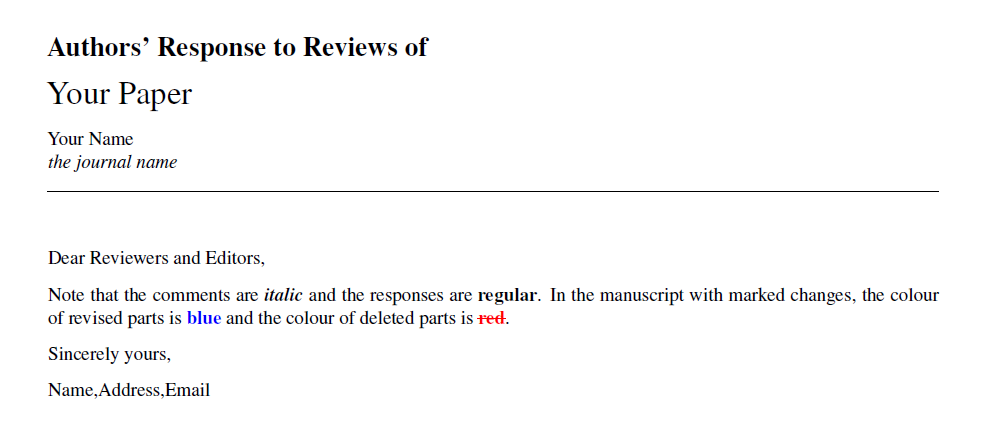 Authors’ Response to Reviews of
Your Paper
Your Name
the journal name
Dear Reviewers and Editors,
Note that the comments are italic and the responses are regular. In the manuscript with marked changes, the colour
of revised parts is blue and the colour of deleted parts is red.
Sincerely yours,
Name,Address,Email